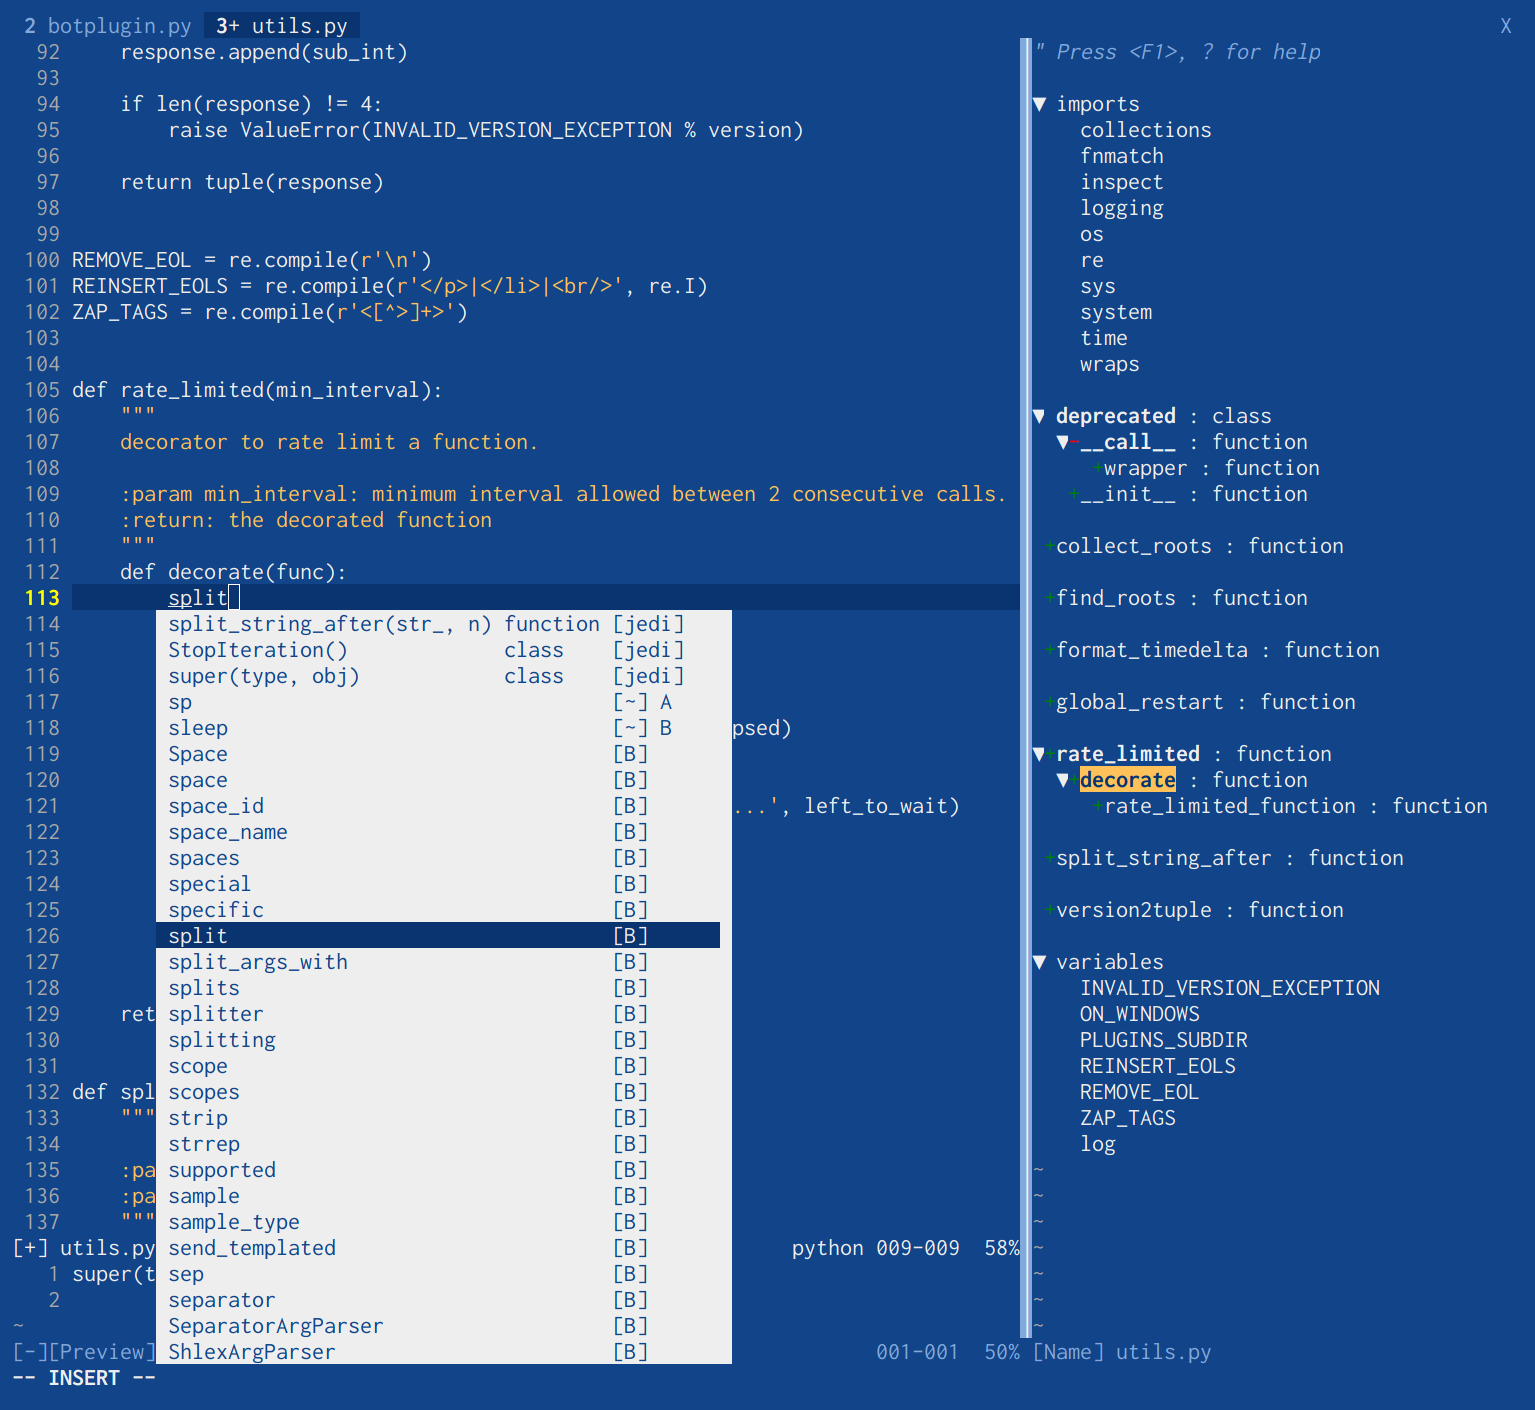 2 botplugin.py 3+ utils.py X
92     response.append(sub_int)
93
94     if len(response) != 4:
95         raise ValueError(INVALID_VERSION_EXCEPTION % version)
96
97     return tuple(response)
98
99
100 REMOVE_EOL = re.compile(r'\n')
101 REINSERT_EOLS = re.compile(r'</p>|</li>|<br/>', re.I)
102 ZAP_TAGS = re.compile(r'<[^>]+>')
103
104
105 def rate_limited(min_interval):
106     """
107     decorator to rate limit a function.
108
109     :param min_interval: minimum interval allowed between 2 consecutive calls.
110     :return: the decorated function
111     """
112     def decorate(func):
113         split
114 split_string_after(str_, n) function [jedi]
115 StopIteration() class [jedi]
116 super(type, obj) class [jedi]
117 sp [~] A
118 sleep [~] B psed)
119 Space [B]
120 space [B]
121 space_id [B] ...', left_to_wait)
122 space_name [B]
123 spaces [B]
124 special [B]
125 specific [B]
126 split [B]
127 split_args_with [B]
128 splits [B]
129     ret splitter [B]
130 splitting [B]
131 scope [B]
132 def spl scopes [B]
133     """ strip [B]
134 strrep [B]
135     :pa supported [B]
136     :pa sample [B]
137     """ sample_type [B]
[+] utils.py send_templated [B] python 009-009 58%
1 super(t sep [B]
2 separator [B]
~ SeparatorArgParser [B]
[-][Preview] ShlexArgParser [B] 001-001 50%
-- INSERT --
" Press <F1>, ? for help
▼ imports
collections
fnmatch
inspect
logging
os
re
sys
system
time
wraps
▼ deprecated : class
▼-__call__ : function
+wrapper : function
+__init__ : function
+collect_roots : function
+find_roots : function
+format_timedelta : function
+global_restart : function
▼+rate_limited : function
▼+decorate : function
+rate_limited_function : function
+split_string_after : function
+version2tuple : function
▼ variables
INVALID_VERSION_EXCEPTION
ON_WINDOWS
PLUGINS_SUBDIR
REINSERT_EOLS
REMOVE_EOL
ZAP_TAGS
log
~
~
~
~
~
~
~
[Name] utils.py